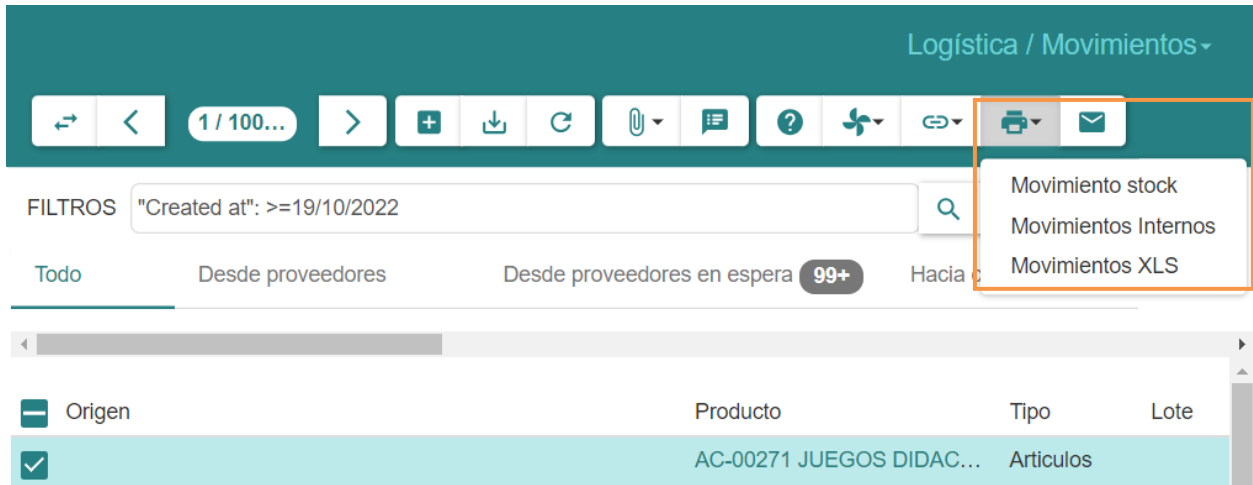 Logística / Movimientos
1 / 100...
Movimiento stock
FILTROS "Created at": >=19/10/2022
Movimientos Internos
Movimientos XLS
Todo Desde proveedores Desde proveedores en espera 99+ Hacia
Origen Producto Tipo Lote
AC-00271 JUEGOS DIDAC... Articulos